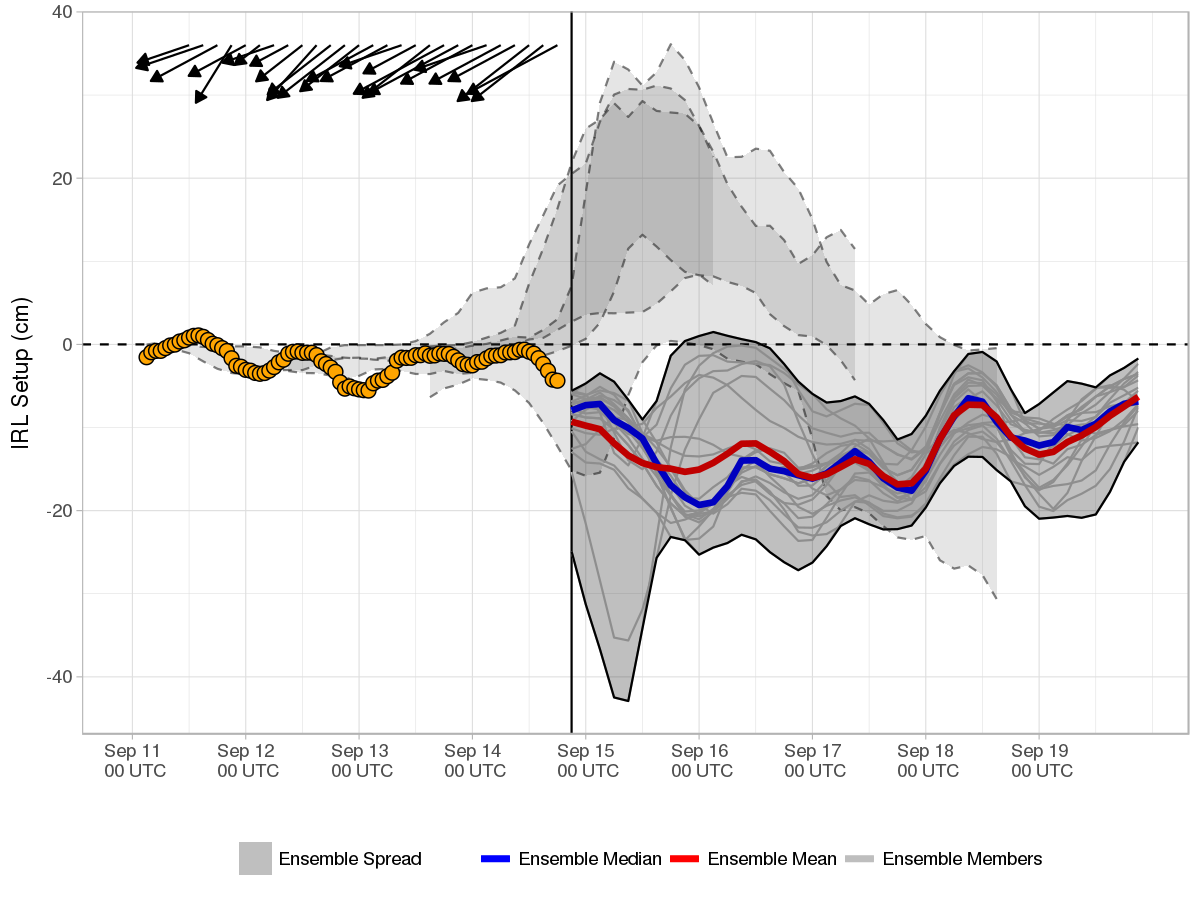 40
20
0
-20
-40
IRL Setup (cm)
Sep 11
00 UTC
Sep 12
00 UTC
Sep 13
00 UTC
Sep 14
00 UTC
Sep 15
00 UTC
Sep 16
00 UTC
Sep 17
00 UTC
Sep 18
00 UTC
Sep 19
00 UTC
Ensemble Spread
Ensemble Median
Ensemble Mean
Ensemble Members